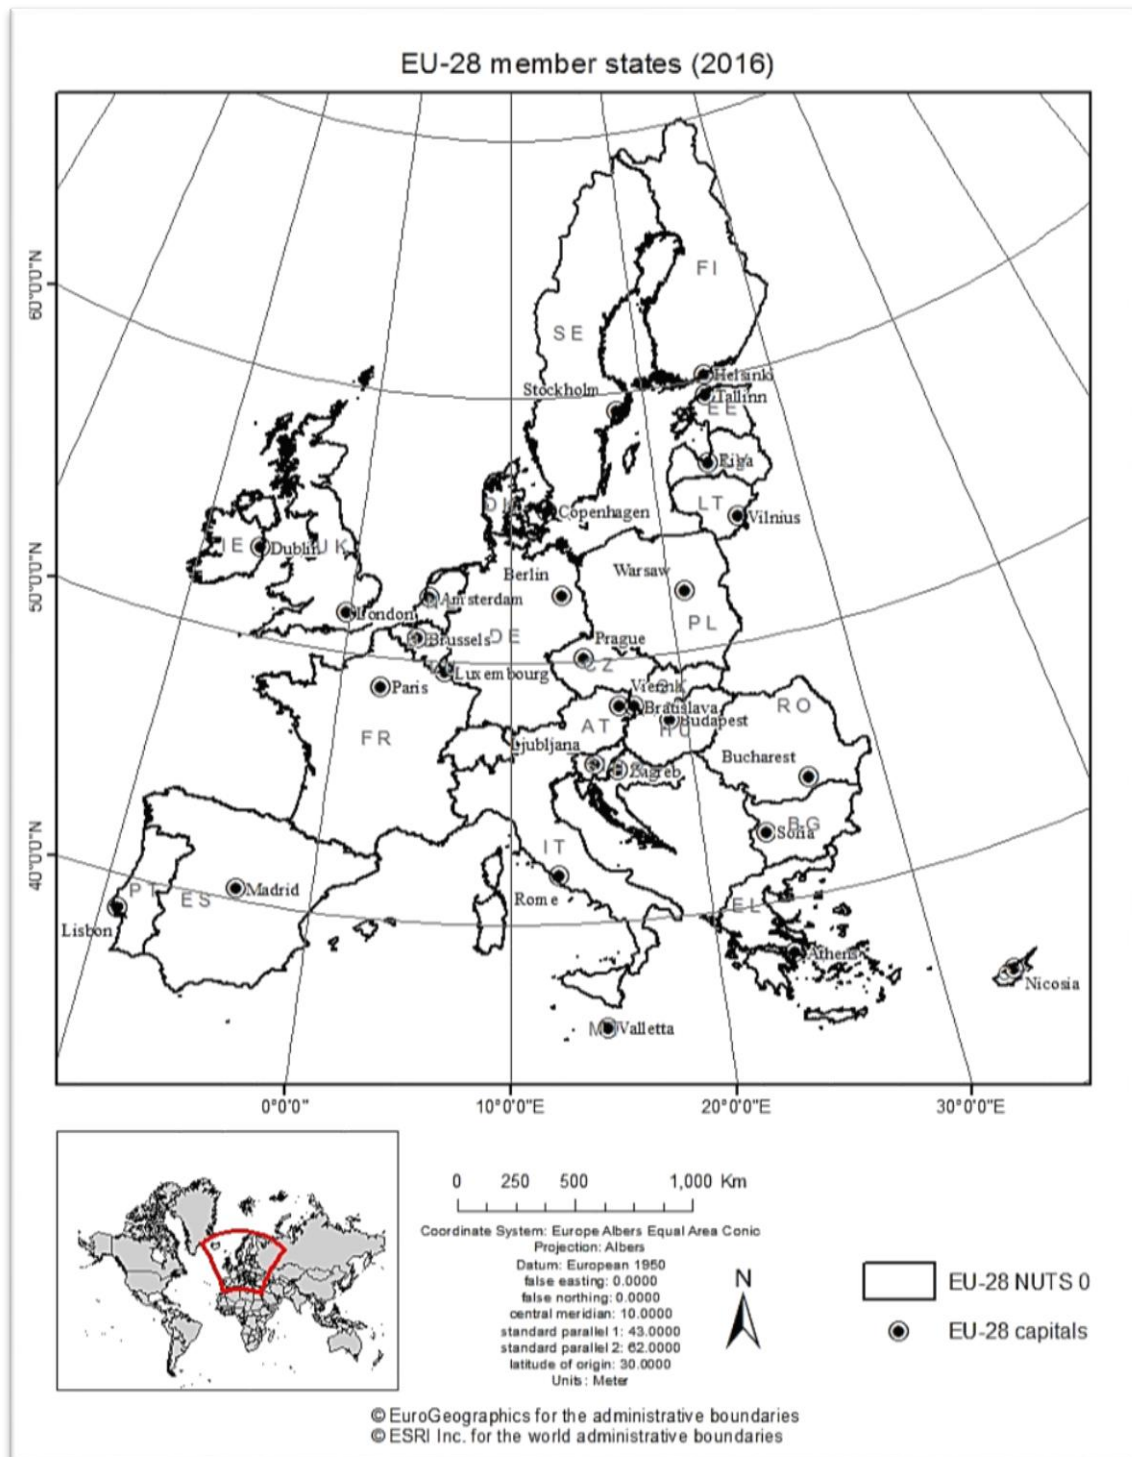 EU-28 member states (2016)
60°0'0"N
50°0'0"N
40°0'0"N
FI
SE
Helsinki
Stockholm
Tallinn
EE
Riga
LT
Vilnius
DK
Copenhagen
IE
Dublin
UK
Berlin
Warsaw
Amsterdam
London
PL
Brussels
DE
Prague
CZ
Luxembourg
Paris
Vienna
SK
Bratislava
RO
Budapest
HU
AT
FR
Ljubljana
Bucharest
Zagreb
BG
Sofia
IT
Madrid
PT
ES
Rome
EL
Lisbon
Athens
Nicosia
Valletta
0°0'0"
10°0'0"E
20°0'0"E
30°0'0"E
0 250 500 1,000 Km
Coordinate System: Europe Albers Equal Area Conic
Projection: Albers
Datum: European 1950
false easting: 0.0000
false northing: 0.0000
central meridian: 10.0000
standard parallel 1: 43.0000
standard parallel 2: 62.0000
latitude of origin: 30.0000
Units: Meter
N
EU-28 NUTS 0
EU-28 capitals
© EuroGeographics for the administrative boundaries
© ESRI Inc. for the world administrative boundaries